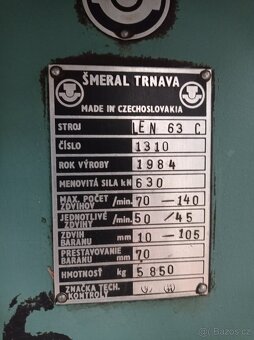 ŠMERAL TRNAVA
MADE IN CZECHOSLOVAKIA
STROJ LEN 63 C
ČÍSLO 1310
ROK VÝROBY 1984
MENOVITÁ SILA kN 630
MAX. POČET ZDVIHOV /min. 70—140
JEDNOTLIVÉ ZDVIHY /min. 50/45
ZDVIH BARANU mm 10—105
PRESTAVOVANIE BARANU mm 70
HMOTNOSŤ kg 5850
ZNAČKA TECH. KONTROLY
bazos.cz